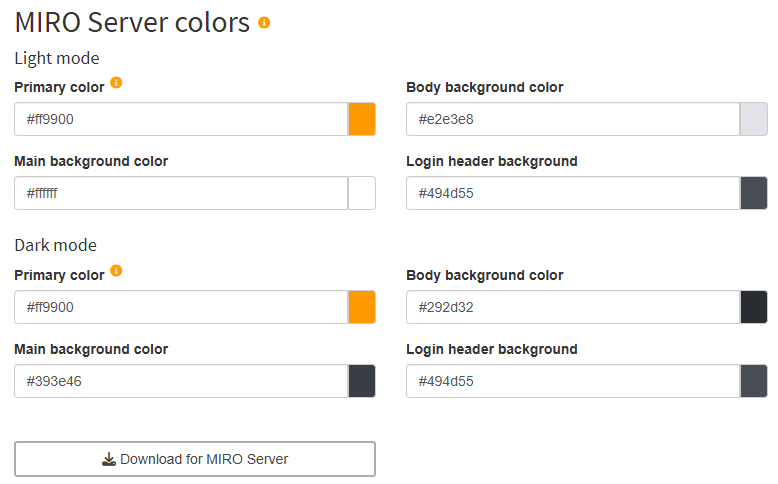 MIRO Server colors
Light mode
Primary color
Body background color
#ff9900
#e2e3e8
Main background color
Login header background
#ffffff
#494d55
Dark mode
Primary color
Body background color
#ff9900
#292d32
Main background color
Login header background
#393e46
#494d55
Download for MIRO Server